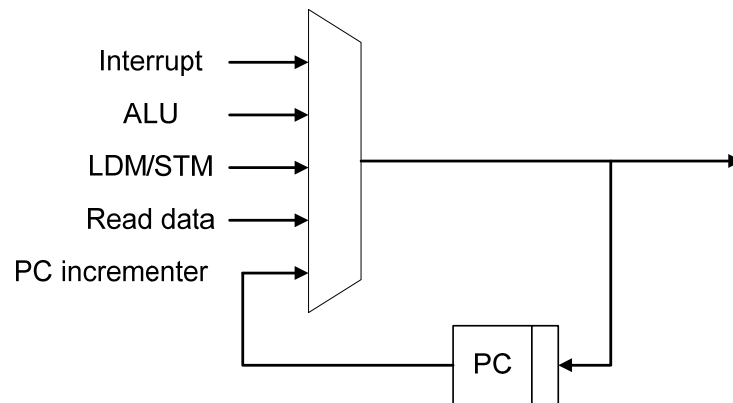 Interrupt
ALU
LDM/STM
Read data
PC incrementer
PC